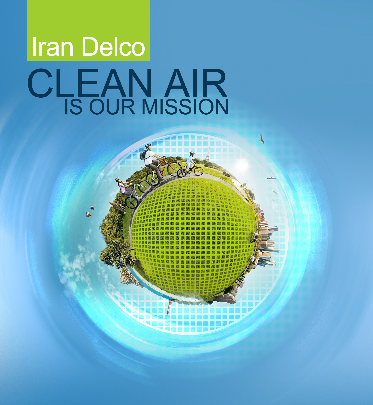 Iran Delco
CLEAN AIR
IS OUR MISSION